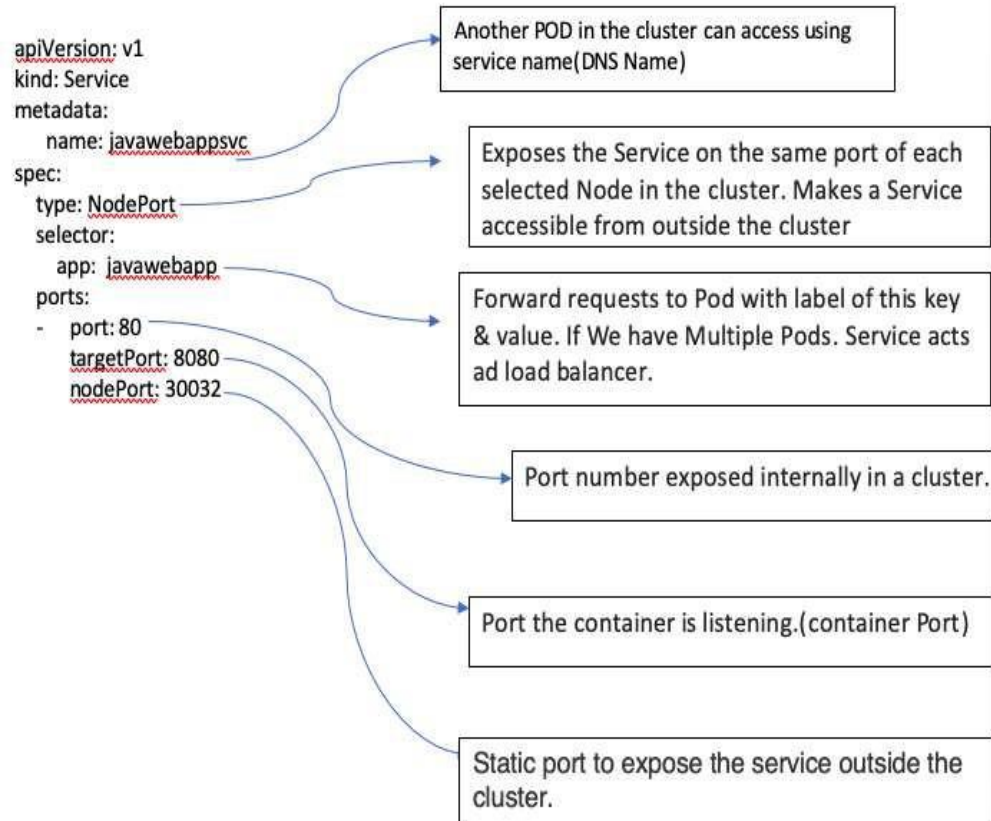 apiVersion: v1
kind: Service
metadata:
name: javawebappsvc
spec:
type: NodePort
selector:
app: javawebapp
ports:
- port: 80
targetPort: 8080
nodePort: 30032
Another POD in the cluster can access using
service name(DNS Name)
Exposes the Service on the same port of each
selected Node in the cluster. Makes a Service
accessible from outside the cluster
Forward requests to Pod with label of this key
& value. If We have Multiple Pods. Service acts
ad load balancer.
Port number exposed internally in a cluster.
Port the container is listening.(container Port)
Static port to expose the service outside the
cluster.